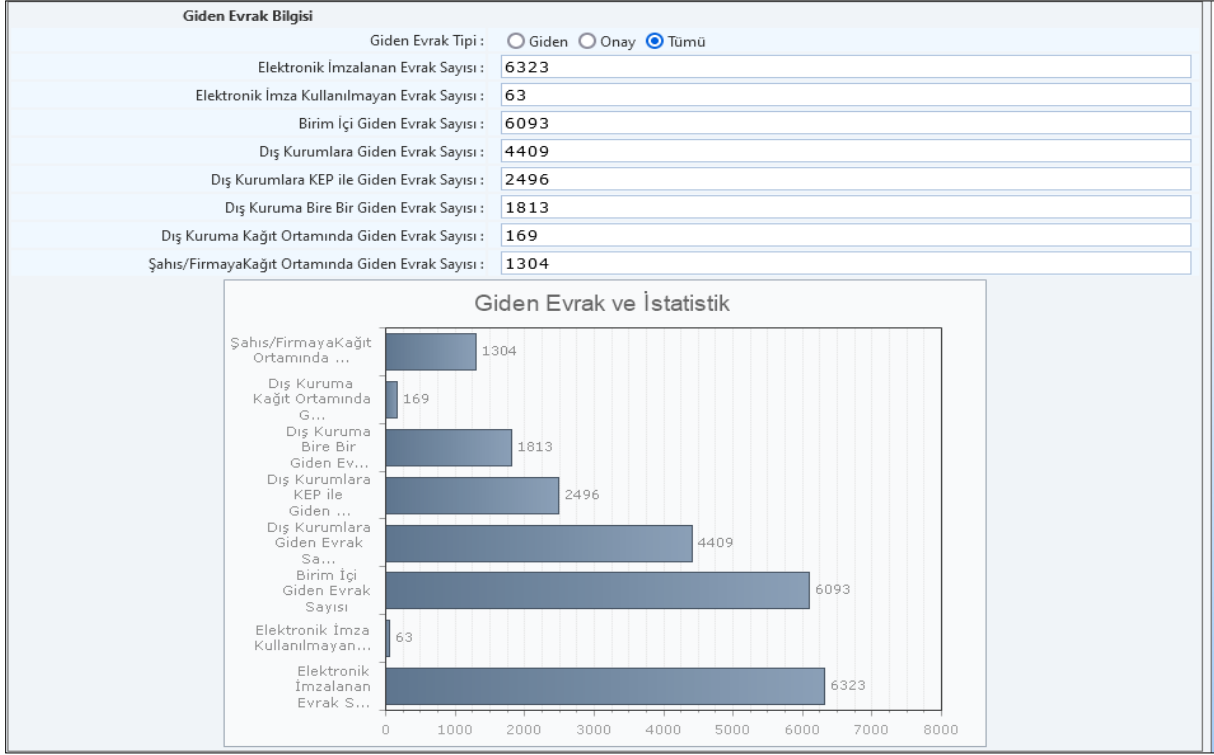 Giden Evrak Bilgisi
Giden Evrak Tipi : Giden Onay Tümü
Elektronik İmzalanan Evrak Sayısı : 6323
Elektronik İmza Kullanılmayan Evrak Sayısı : 63
Birim İçi Giden Evrak Sayısı : 6093
Dış Kurumlara Giden Evrak Sayısı : 4409
Dış Kurumlara KEP ile Giden Evrak Sayısı : 2496
Dış Kuruma Bire Bir Giden Evrak Sayısı : 1813
Dış Kuruma Kağıt Ortamında Giden Evrak Sayısı : 169
Şahıs/FirmayaKağıt Ortamında Giden Evrak Sayısı : 1304
Giden Evrak ve İstatistik
Şahıs/FirmayaKağıt
Ortamında ...
1304
Dış Kuruma
Kağıt Ortamında
G...
169
Dış Kuruma
Bire Bir
Giden Ev...
1813
Dış Kurumlara
KEP ile
Giden ...
2496
Dış Kurumlara
Giden Evrak
Sa...
4409
Birim İçi
Giden Evrak
Sayısı
6093
Elektronik İmza
Kullanılmayan...
63
Elektronik
İmzalanan
Evrak S...
6323
0 1000 2000 3000 4000 5000 6000 7000 8000